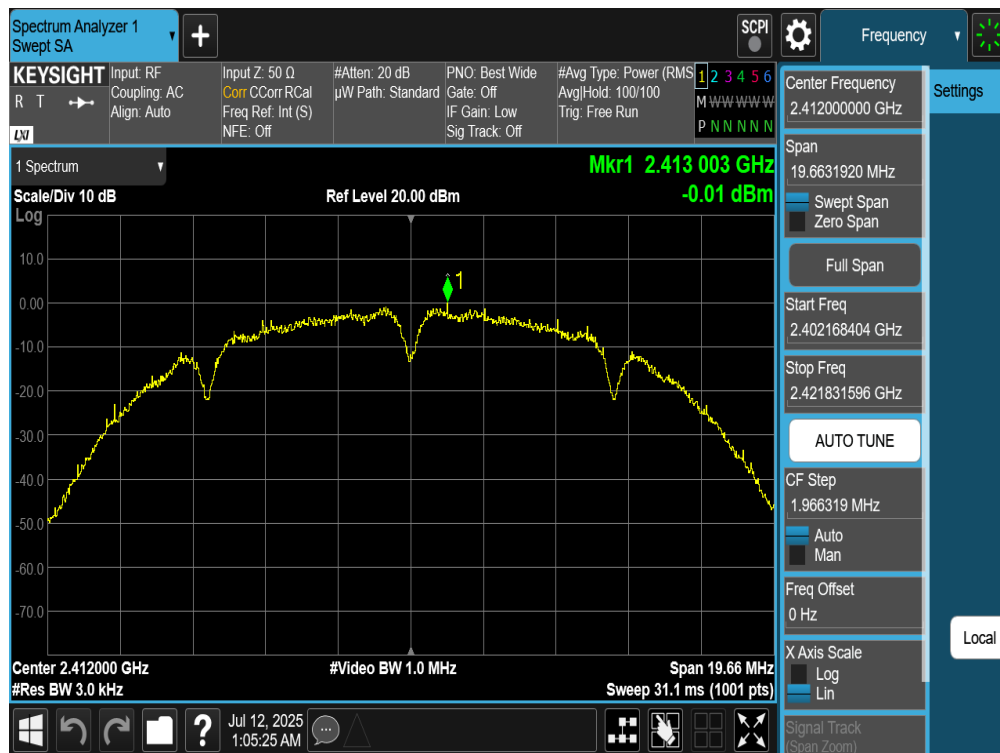 Spectrum Analyzer 1
Swept SA
+
SCPI
Frequency
KEYSIGHT
R T
LXI
Input: RF
Coupling: AC
Align: Auto
Input Z: 50 Ω
Corr CCorr RCal
Freq Ref: Int (S)
NFE: Off
#Atten: 20 dB
µW Path: Standard
PNO: Best Wide
Gate: Off
IF Gain: Low
Sig Track: Off
#Avg Type: Power (RMS
Avg|Hold: 100/100
Trig: Free Run
1 2 3 4 5 6
M W W W W W
P N N N N N
1 Spectrum
Mkr1 2.413 003 GHz
-0.01 dBm
Scale/Div 10 dB
Ref Level 20.00 dBm
Log
10.0
0.00
-10.0
-20.0
-30.0
-40.0
-50.0
-60.0
-70.0
1
Center 2.412000 GHz
#Video BW 1.0 MHz
Span 19.66 MHz
#Res BW 3.0 kHz
Sweep 31.1 ms (1001 pts)
Center Frequency
2.412000000 GHz
Span
19.6631920 MHz
Swept Span
Zero Span
Full Span
Start Freq
2.402168404 GHz
Stop Freq
2.421831596 GHz
AUTO TUNE
CF Step
1.966319 MHz
Auto
Man
Freq Offset
0 Hz
X Axis Scale
Log
Lin
Signal Track
(Span Zoom)
Settings
Local
?
Jul 12, 2025
1:05:25 AM